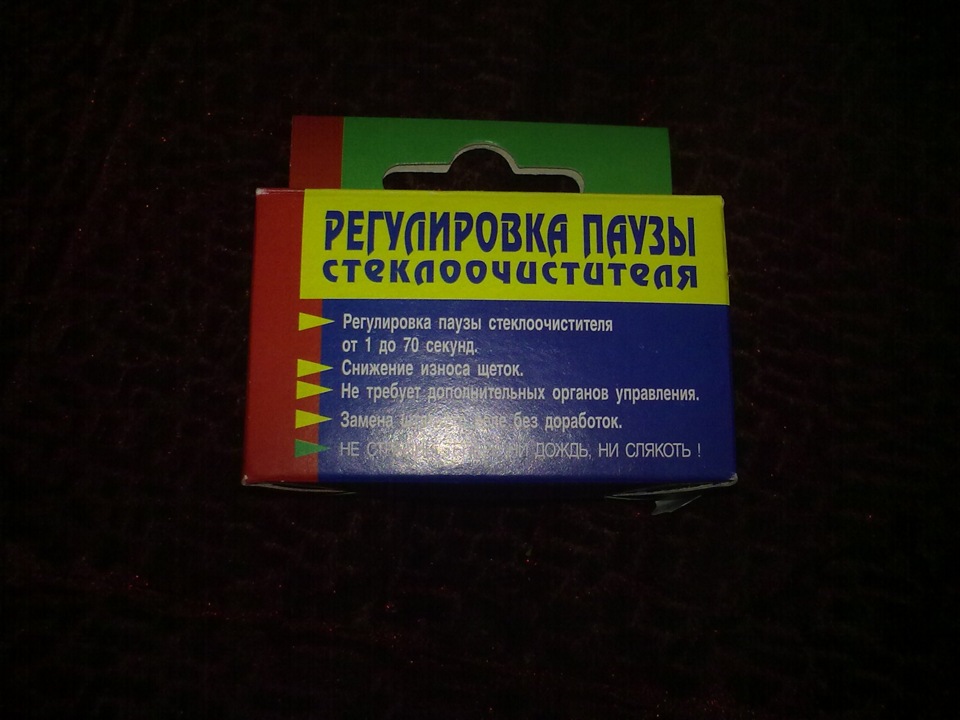 РЕГУЛИРОВКА ПАУЗЫ
стеклоочистителя
Регулировка паузы стеклоочистителя
от 1 до 70 секунд.
Снижение износа щеток.
Не требует дополнительных органов управления.
Замена без доработок.
НЕ НИ ДОЖДЬ, НИ СЛЯКОТЬ !